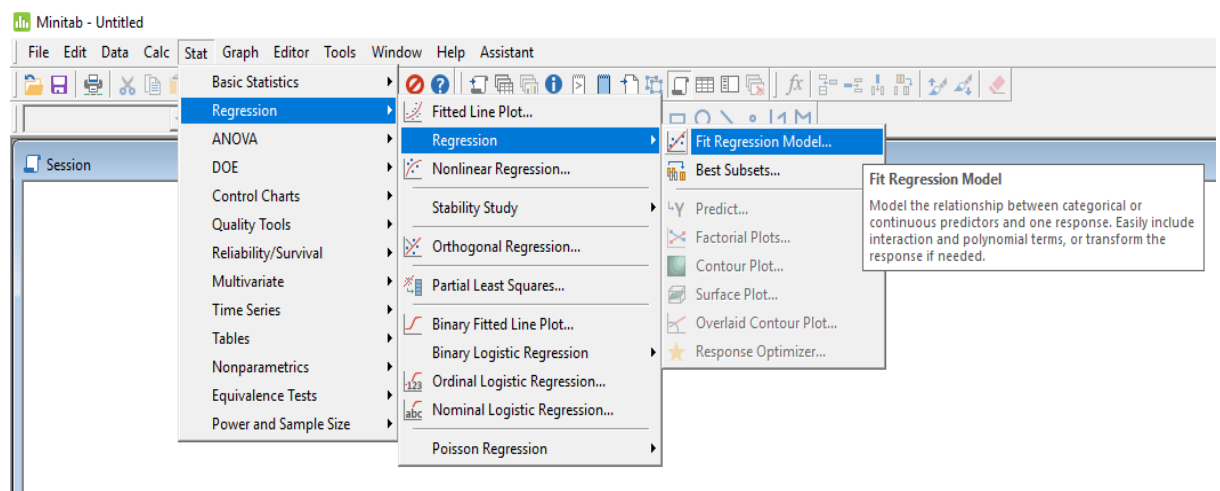 Minitab - Untitled
File Edit Data Calc Stat Graph Editor Tools Window Help Assistant
Session
Basic Statistics
Regression
ANOVA
DOE
Control Charts
Quality Tools
Reliability/Survival
Multivariate
Time Series
Tables
Nonparametrics
Equivalence Tests
Power and Sample Size
Fitted Line Plot...
Regression
Nonlinear Regression...
Stability Study
Orthogonal Regression...
Partial Least Squares...
Binary Fitted Line Plot...
Binary Logistic Regression
Ordinal Logistic Regression...
Nominal Logistic Regression...
Poisson Regression
Fit Regression Model...
Best Subsets...
Predict...
Factorial Plots...
Contour Plot...
Surface Plot...
Overlaid Contour Plot...
Response Optimizer...
Fit Regression Model
Model the relationship between categorical or
continuous predictors and one response. Easily include
interaction and polynomial terms, or transform the
response if needed.